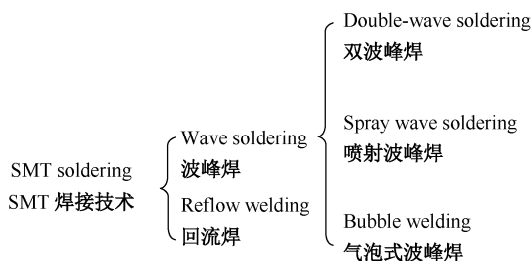 SMT soldering
SMT 焊接技术
Wave soldering
波峰焊
Reflow welding
回流焊
Double-wave soldering
双波峰焊
Spray wave soldering
喷射波峰焊
Bubble welding
气泡式波峰焊